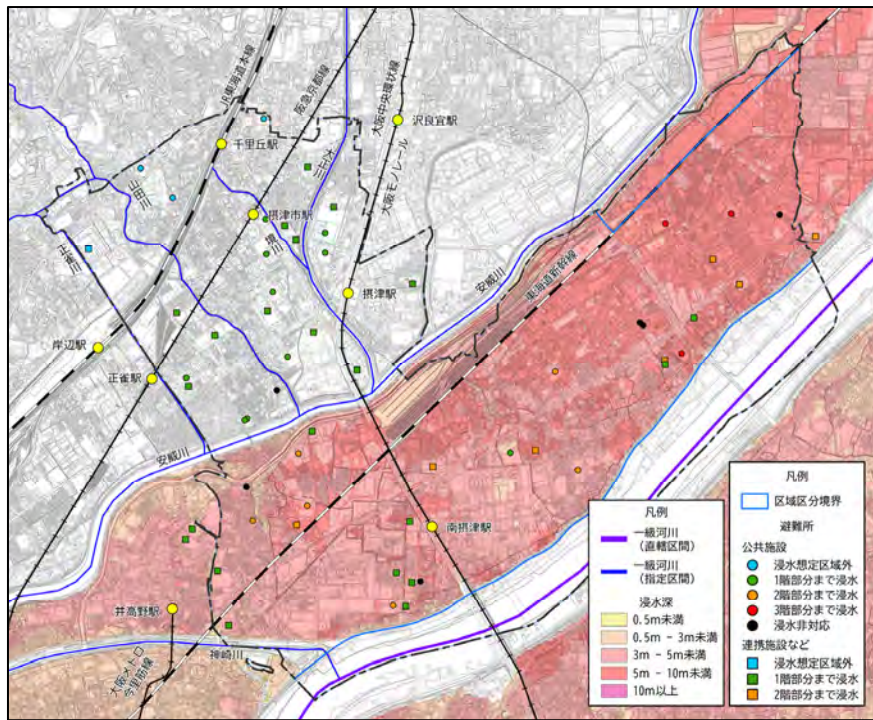 JR東海道本線
阪急京都線
大阪中央環状線
沢良宜駅
千里丘駅
大正川
大阪モノレール
山田川
摂津市駅
境川
正雀川
安威川
東海道新幹線
摂津駅
岸辺駅
正雀駅
安威川
南摂津駅
井高野駅
神崎川
大阪メトロ
今里筋線
凡例
一級河川
（直轄区間）
一級河川
（指定区間）
浸水深
0.5m未満
0.5m － 3m未満
3m － 5m未満
5m － 10m未満
10m以上
凡例
区域区分境界
避難所
公共施設
浸水想定区域外
1階部分まで浸水
2階部分まで浸水
3階部分まで浸水
浸水非対応
連携施設など
浸水想定区域外
1階部分まで浸水
2階部分まで浸水